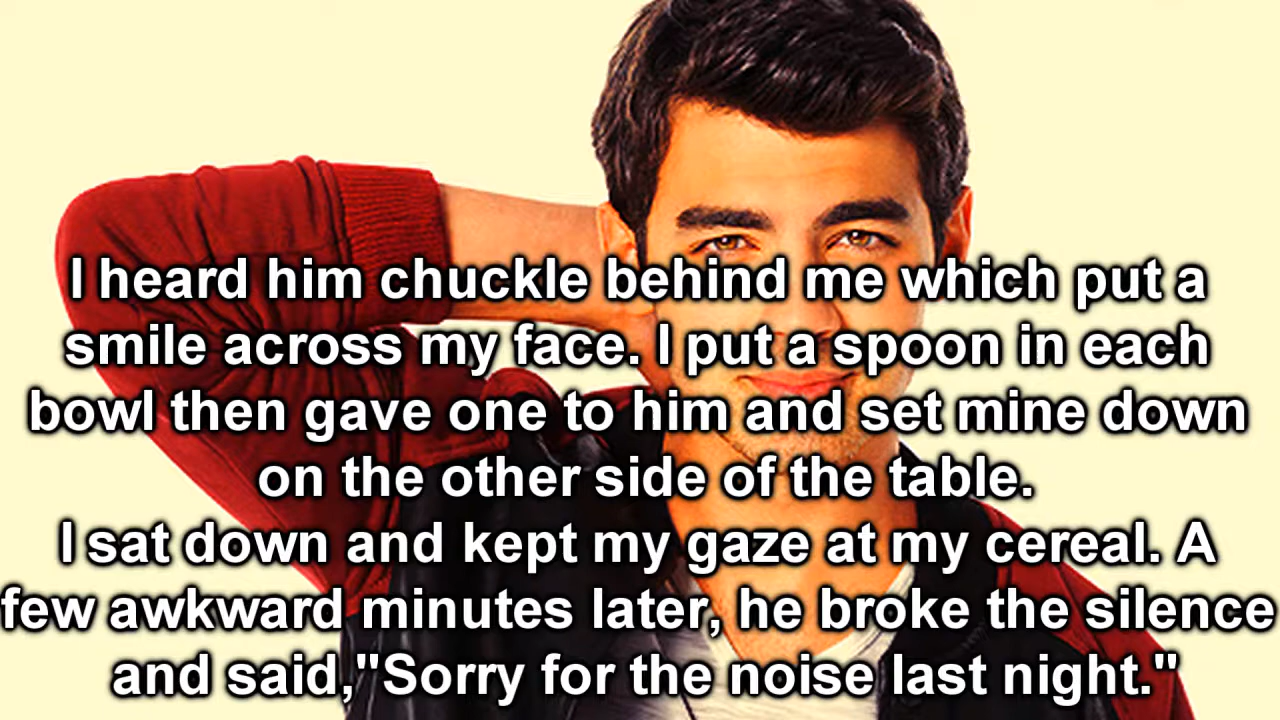 I heard him chuckle behind me which put a
smile across my face. I put a spoon in each
bowl then gave one to him and set mine down
on the other side of the table.
I sat down and kept my gaze at my cereal. A
few awkward minutes later, he broke the silence
and said,"Sorry for the noise last night."